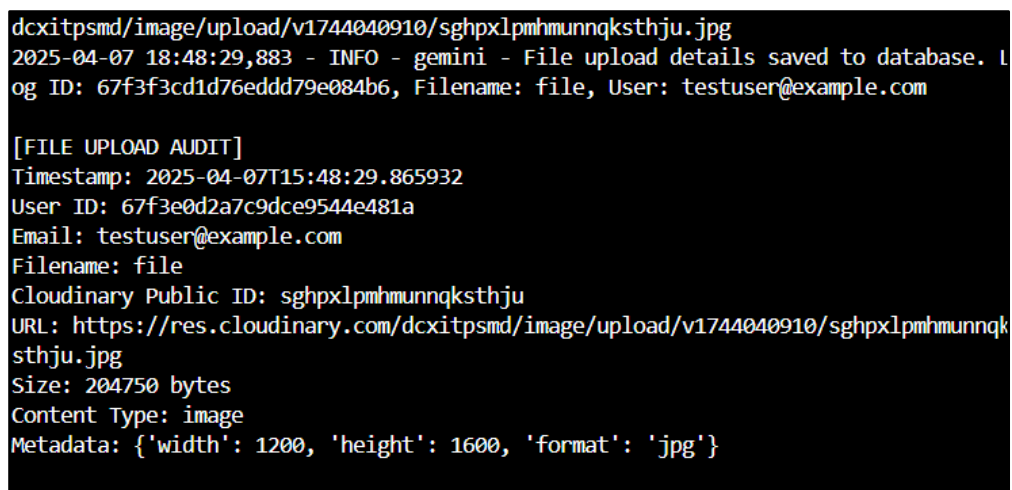 dcxitpsmd/image/upload/v1744040910/sghpxlpmhmunnqksthju.jpg
2025-04-07 18:48:29,883 - INFO - gemini - File upload details saved to database. L
og ID: 67f3f3cd1d76eddd79e084b6, Filename: file, User: testuser@example.com
[FILE UPLOAD AUDIT]
Timestamp: 2025-04-07T15:48:29.865932
User ID: 67f3e0d2a7c9dce9544e481a
Email: testuser@example.com
Filename: file
Cloudinary Public ID: sghpxlpmhmunnqksthju
URL: https://res.cloudinary.com/dcxitpsmd/image/upload/v1744040910/sghpxlpmhmunnqk
sthju.jpg
Size: 204750 bytes
Content Type: image
Metadata: {'width': 1200, 'height': 1600, 'format': 'jpg'}